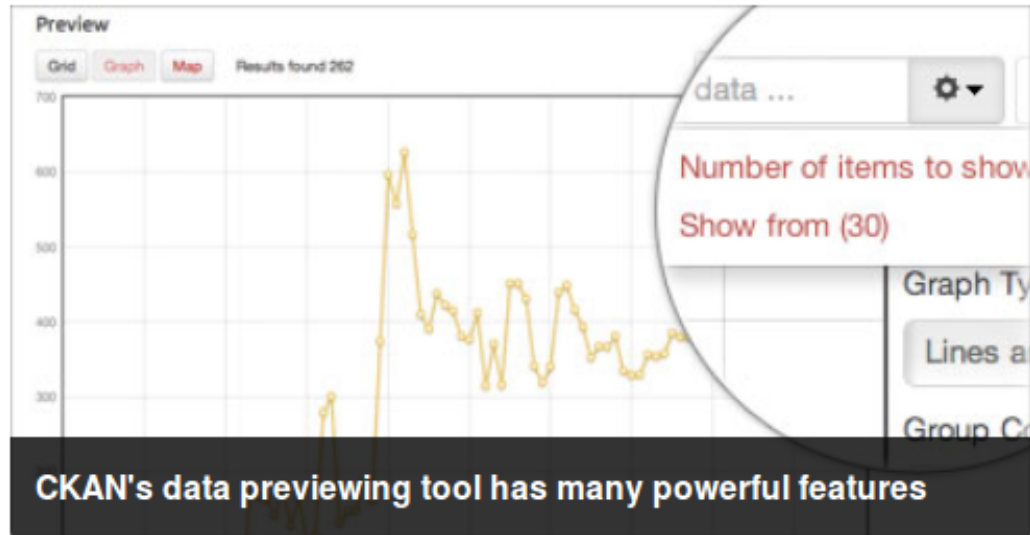 Preview
Grid Graph Map Results found 262
700
600
500
400
300
data ...
Number of items to show
Show from (30)
Graph Ty
Lines a
Group Co
CKAN's data previewing tool has many powerful features